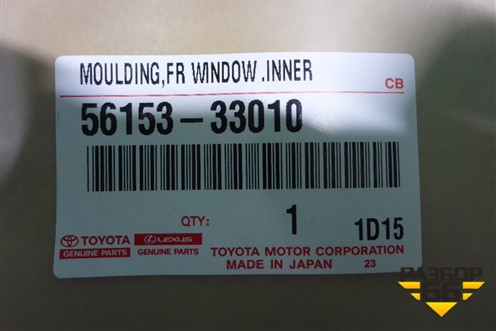 MOULDING,FR WINDOW .INNER
CB
56153-33010
QTY: 1 1D15
TOYOTA LEXUS
GENUINE PARTS GENUINE PARTS
TOYOTA MOTOR CORPORATION
MADE IN JAPAN 23
РАЗБОР
66